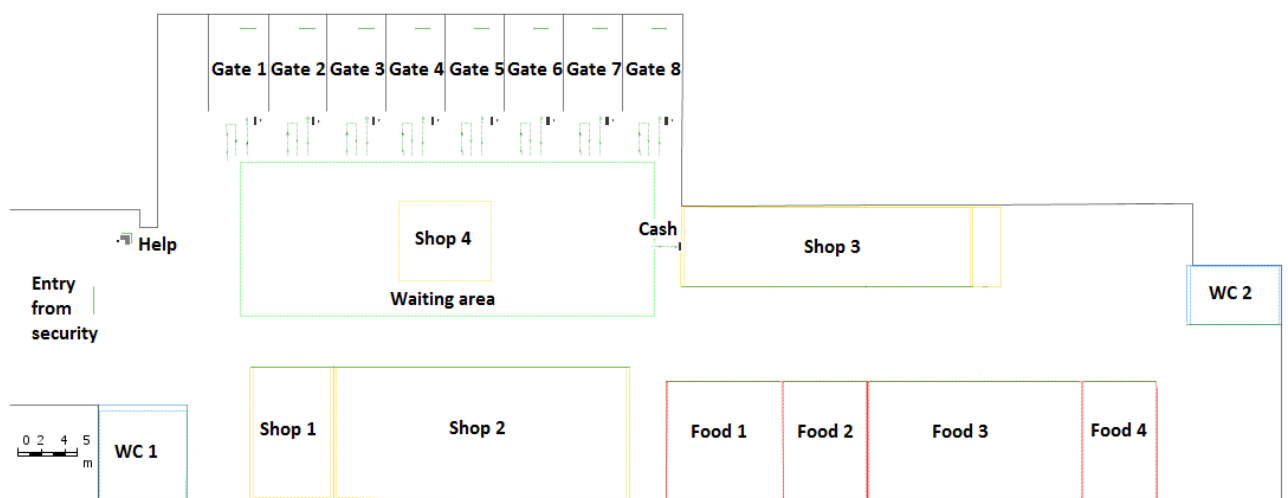 Gate 1 Gate 2 Gate 3 Gate 4 Gate 5 Gate 6 Gate 7 Gate 8
Help
Shop 4
Cash
Shop 3
Entry
from
security
Waiting area
WC 2
Shop 1
Shop 2
Food 1
Food 2
Food 3
Food 4
0 2 4 5
m
WC 1